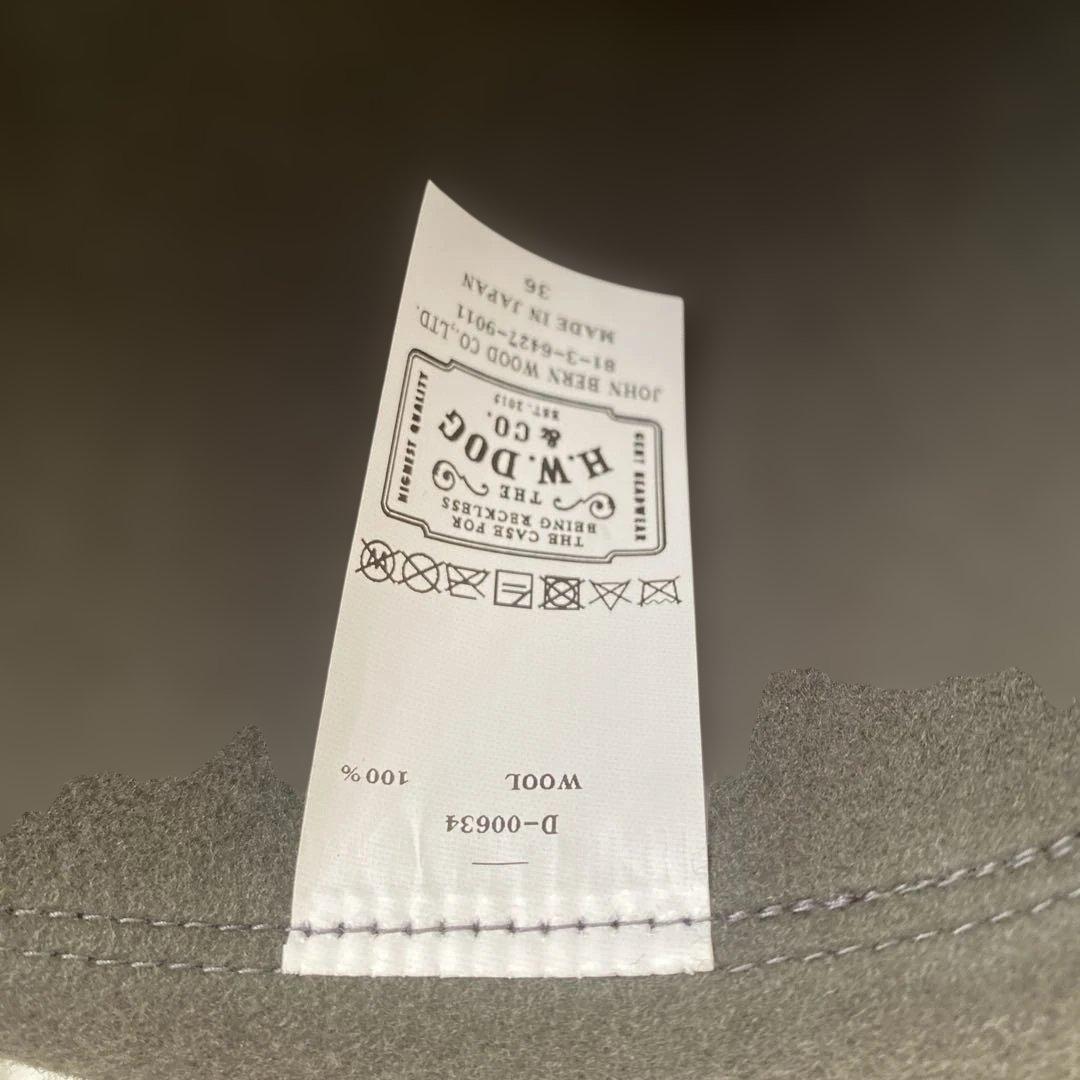 D-00634
WOOL 100%
THE CASE FOR
BEING RECKLESS
THE
H.W.DOG
& CO.
EST. 2015
GENT HEADWEAR
HIGHEST QUALITY
JOHN BERN WOOD CO.,LTD.
81-3-6427-9011
MADE IN JAPAN
36